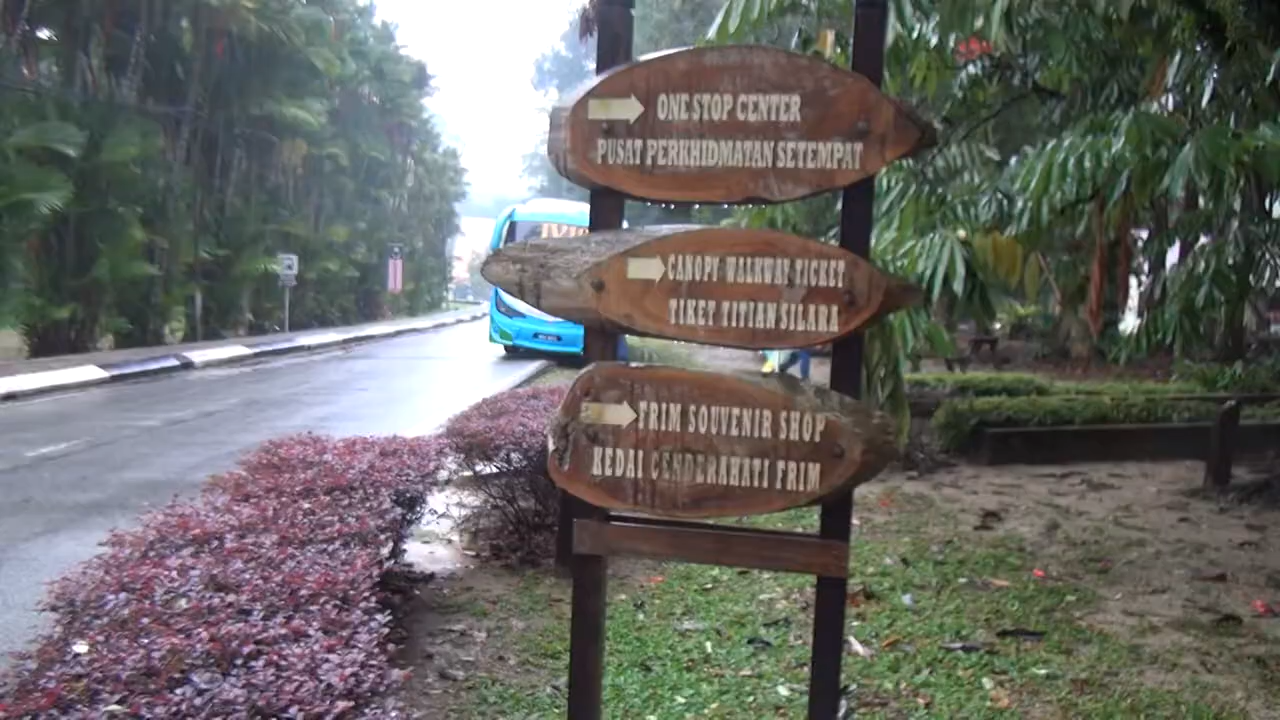 ONE STOP CENTER
PUSAT PERKHIDMATAN SETEMPAT
CANOPY WALKWAY TICKET
TIKET TITIAN SILARA
FRIM SOUVENIR SHOP
KEDAI CENDERAHATI FRIM